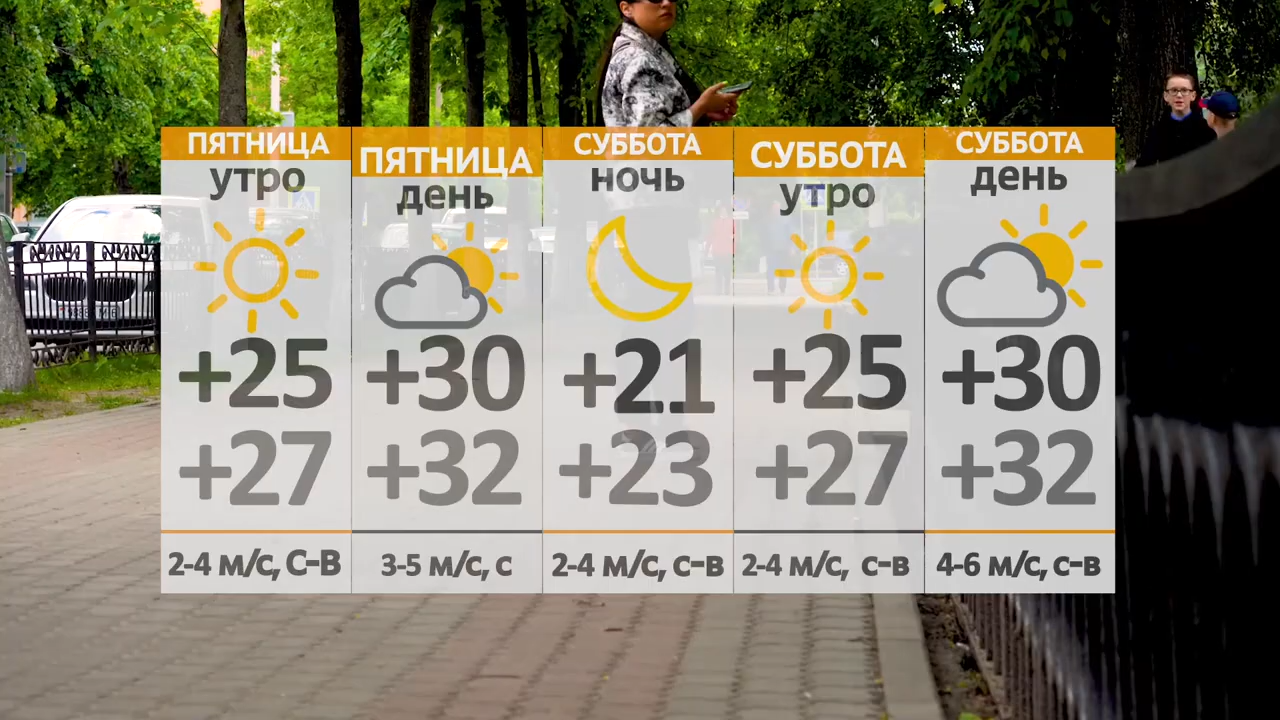 ПЯТНИЦА
утро
+25
+27
2-4 м/с, С-В
ПЯТНИЦА
день
+30
+32
3-5 м/с, с
СУББОТА
ночь
+21
+23
2-4 м/с, с-в
СУББОТА
утро
+25
+27
2-4 м/с, с-в
СУББОТА
день
+30
+32
4-6 м/с, с-в